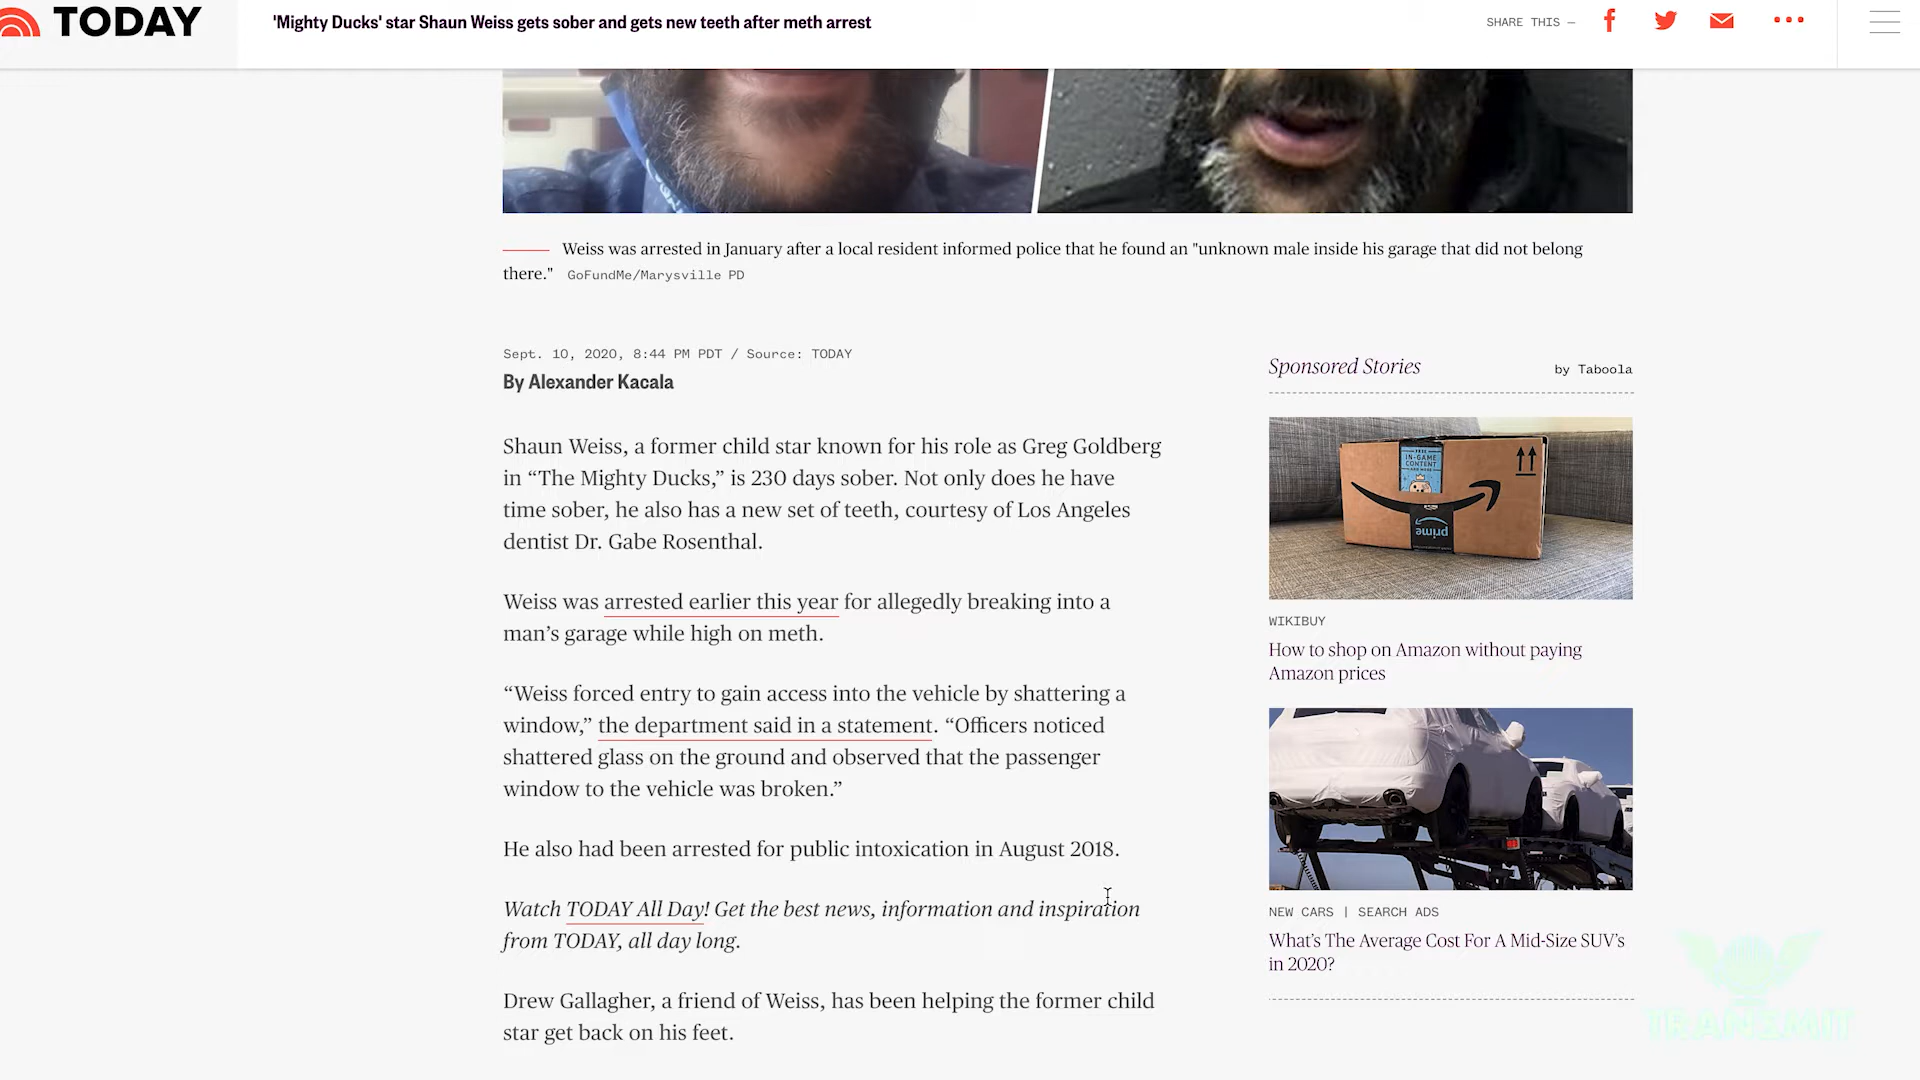 TODAY
'Mighty Ducks' star Shaun Weiss gets sober and gets new teeth after meth arrest
SHARE THIS —
Weiss was arrested in January after a local resident informed police that he found an "unknown male inside his garage that did not belong
there." GoFundMe/Marysville PD
Sept. 10, 2020, 8:44 PM PDT / Source: TODAY
By Alexander Kacala
Shaun Weiss, a former child star known for his role as Greg Goldberg
in “The Mighty Ducks,” is 230 days sober. Not only does he have
time sober, he also has a new set of teeth, courtesy of Los Angeles
dentist Dr. Gabe Rosenthal.
Weiss was arrested earlier this year for allegedly breaking into a
man’s garage while high on meth.
“Weiss forced entry to gain access into the vehicle by shattering a
window,” the department said in a statement. “Officers noticed
shattered glass on the ground and observed that the passenger
window to the vehicle was broken.”
He also had been arrested for public intoxication in August 2018.
Watch TODAY All Day! Get the best news, information and inspiration
from TODAY, all day long.
Drew Gallagher, a friend of Weiss, has been helping the former child
star get back on his feet.
Sponsored Stories
by Taboola
FREE
IN-GAME
CONTENT
prime
WIKIBUY
How to shop on Amazon without paying
Amazon prices
NEW CARS | SEARCH ADS
What’s The Average Cost For A Mid-Size SUV’s
in 2020?
TRANZMIT